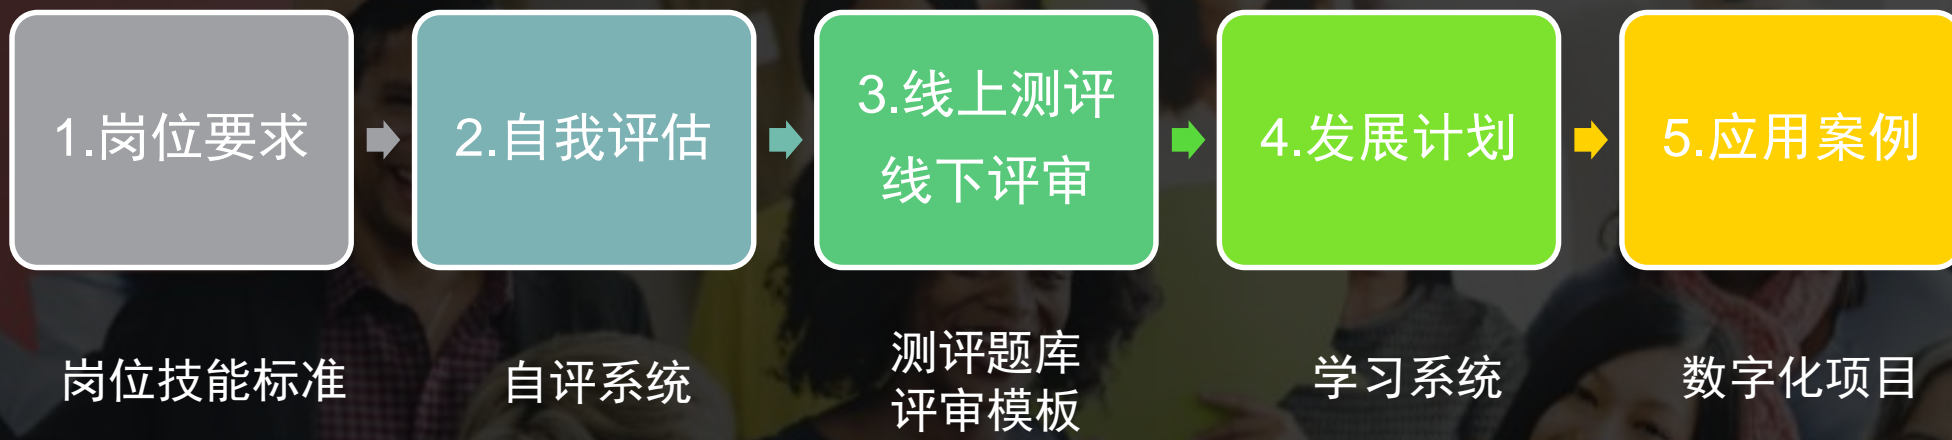 1.岗位要求
2.自我评估
3.线上测评
线下评审
4.发展计划
5.应用案例
岗位技能标准
自评系统
测评题库
评审模板
学习系统
数字化项目